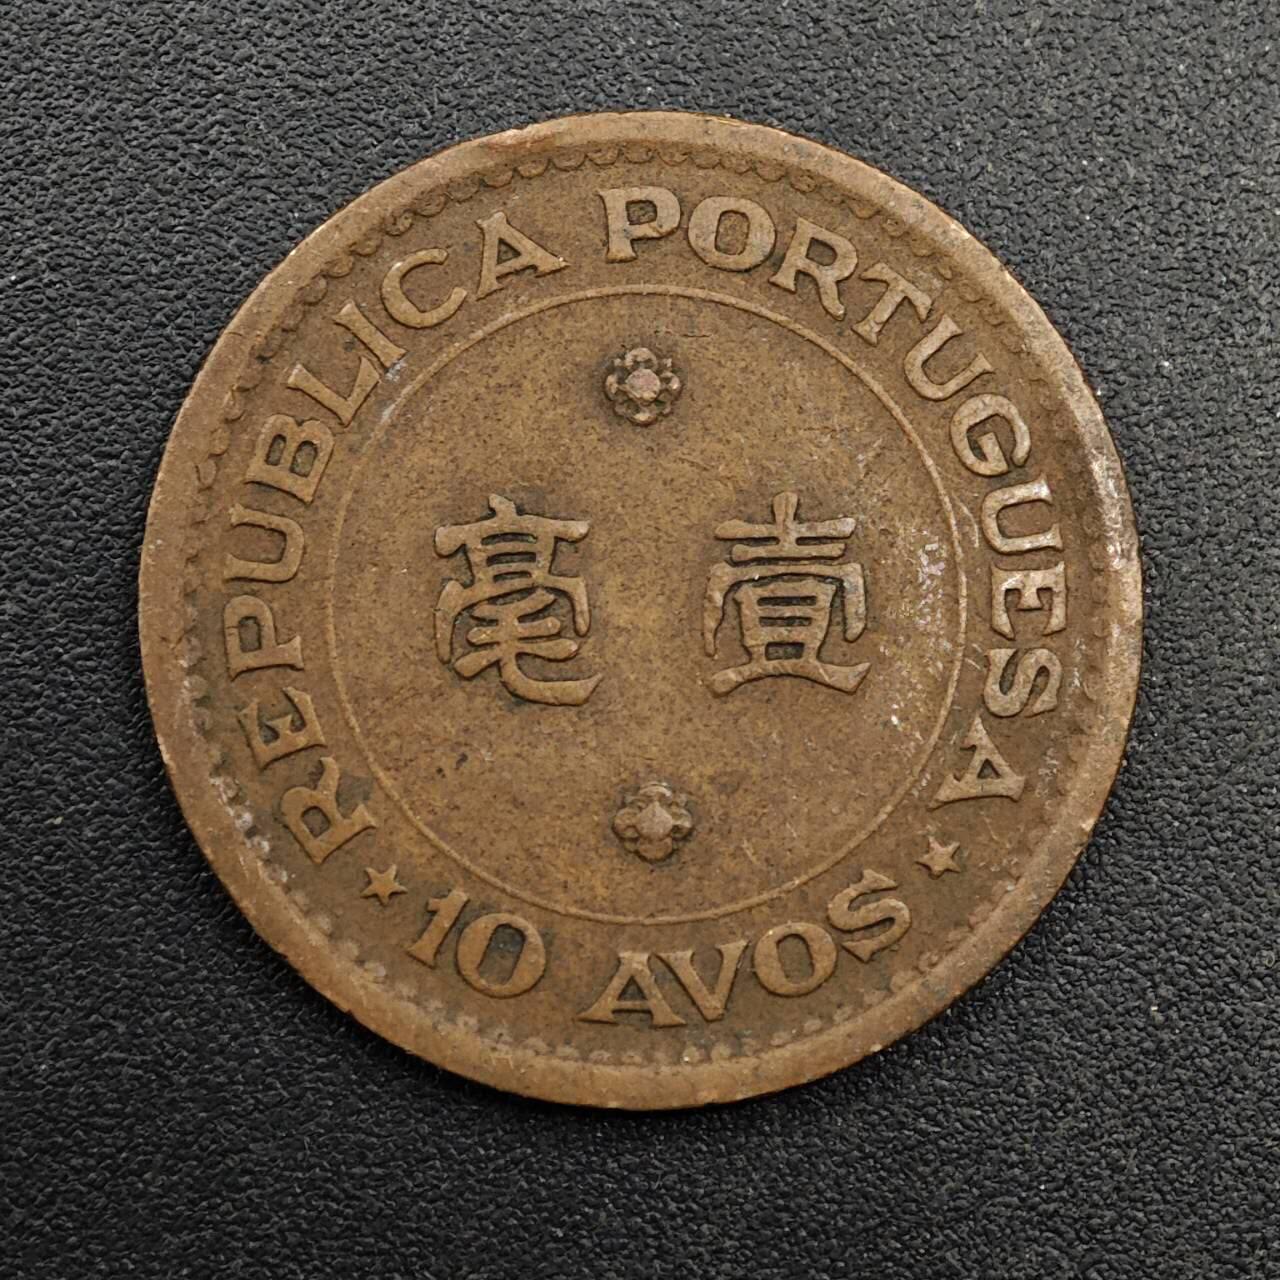 REPUBLICA PORTUGUESA
壹毫
★ 10 AVOS ★